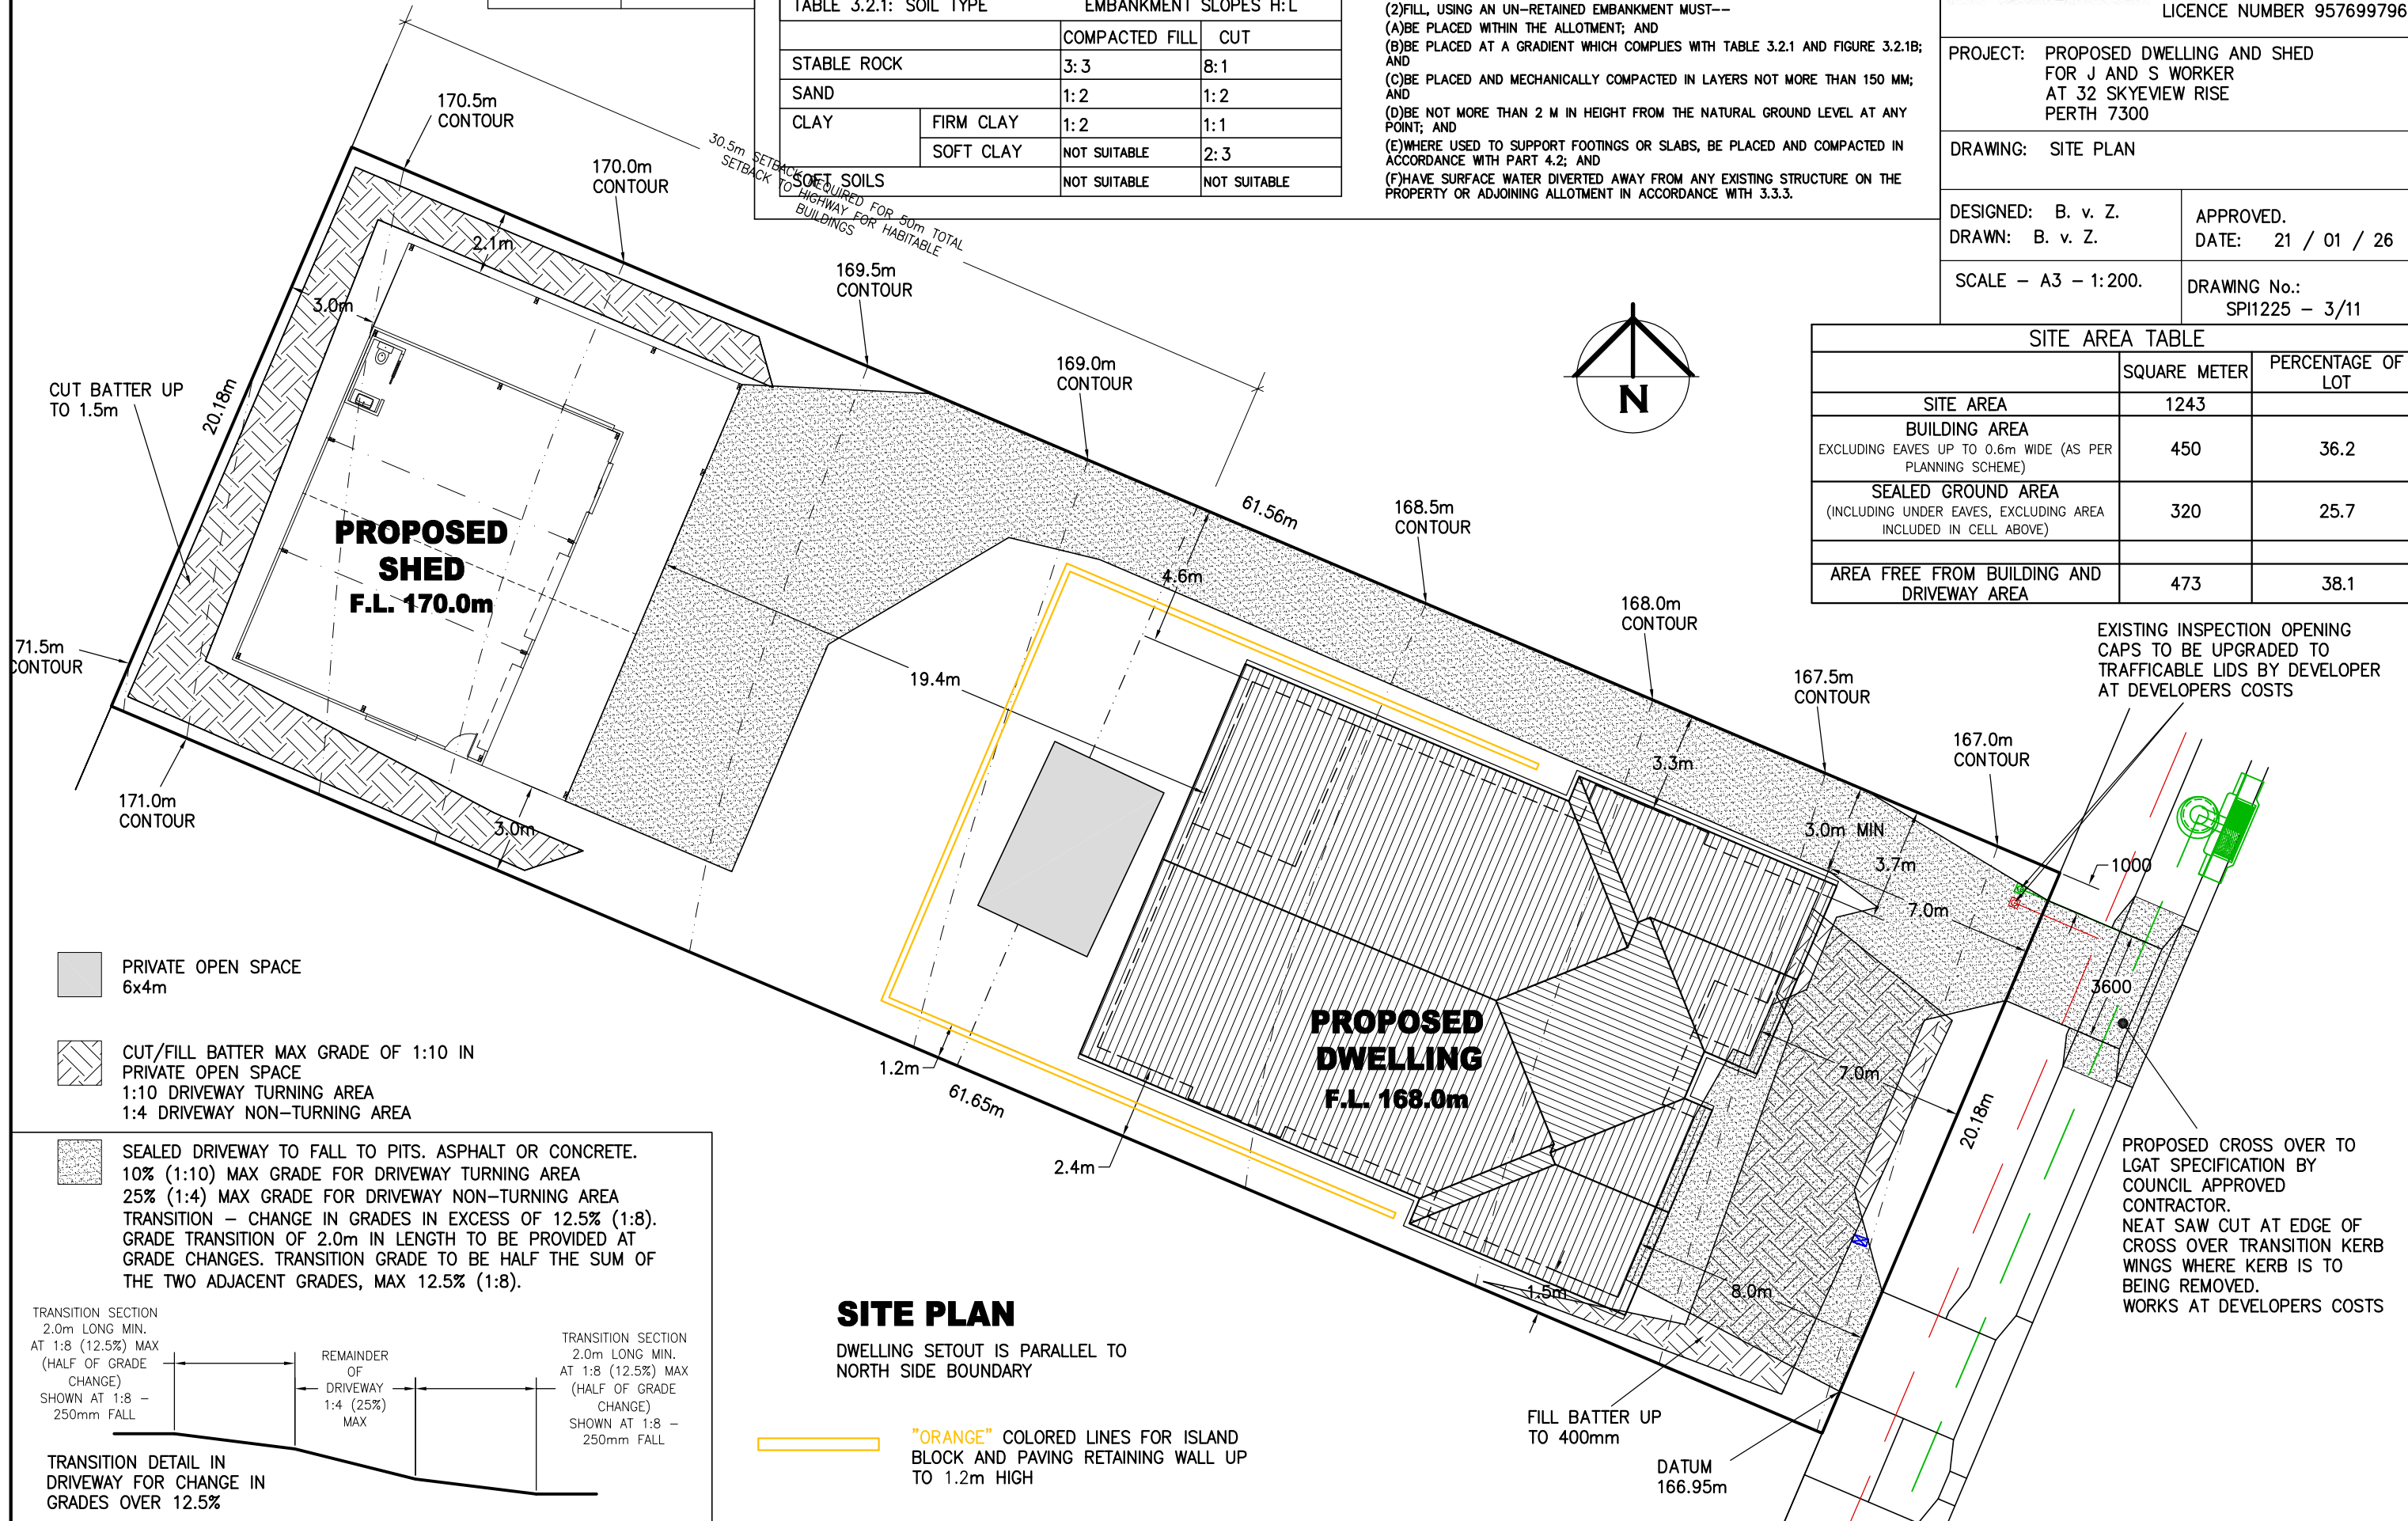 TABLE 3.2.1: SOIL TYPE EMBANKMENT SLOPES H:L
COMPACTED FILL CUT
STABLE ROCK 3:3 8:1
SAND 1:2 1:2
CLAY FIRM CLAY 1:2 1:1
SOFT CLAY NOT SUITABLE 2:3
SOFT SOILS NOT SUITABLE NOT SUITABLE
(2)FILL, USING AN UN-RETAINED EMBANKMENT MUST--
(A)BE PLACED WITHIN THE ALLOTMENT; AND
(B)BE PLACED AT A GRADIENT WHICH COMPLIES WITH TABLE 3.2.1 AND FIGURE 3.2.1B;
AND
(C)BE PLACED AND MECHANICALLY COMPACTED IN LAYERS NOT MORE THAN 150 MM;
AND
(D)BE NOT MORE THAN 2 M IN HEIGHT FROM THE NATURAL GROUND LEVEL AT ANY
POINT; AND
(E)WHERE USED TO SUPPORT FOOTINGS OR SLABS, BE PLACED AND COMPACTED IN
ACCORDANCE WITH PART 4.2; AND
(F)HAVE SURFACE WATER DIVERTED AWAY FROM ANY EXISTING STRUCTURE ON THE
PROPERTY OR ADJOINING ALLOTMENT IN ACCORDANCE WITH 3.3.3.
LICENCE NUMBER 957699796
PROJECT: PROPOSED DWELLING AND SHED
FOR J AND S WORKER
AT 32 SKYEVIEW RISE
PERTH 7300
DRAWING: SITE PLAN
DESIGNED: B. v. Z.
DRAWN: B. v. Z.
APPROVED.
DATE: 21 / 01 / 26
SCALE – A3 – 1:200.
DRAWING No.:
SPI1225 – 3/11
SITE AREA TABLE
SQUARE METER PERCENTAGE OF
LOT
SITE AREA 1243
BUILDING AREA
EXCLUDING EAVES UP TO 0.6m WIDE (AS PER
PLANNING SCHEME)
450 36.2
SEALED GROUND AREA
(INCLUDING UNDER EAVES, EXCLUDING AREA
INCLUDED IN CELL ABOVE)
320 25.7
AREA FREE FROM BUILDING AND
DRIVEWAY AREA
473 38.1
170.5m
CONTOUR
170.0m
CONTOUR
30.5m SETBACK REQUIRED FOR 50m TOTAL
SETBACK TO HIGHWAY FOR HABITABLE
BUILDINGS
169.5m
CONTOUR
169.0m
CONTOUR
168.5m
CONTOUR
168.0m
CONTOUR
167.5m
CONTOUR
167.0m
CONTOUR
N
2.1m
3.0m
CUT BATTER UP
TO 1.5m
20.18m
PROPOSED
SHED
F.L. 170.0m
71.5m
CONTOUR
171.0m
CONTOUR
3.0m
61.56m
4.6m
19.4m
3.3m
3.0m MIN
3.7m
7.0m
1000
3600
EXISTING INSPECTION OPENING
CAPS TO BE UPGRADED TO
TRAFFICABLE LIDS BY DEVELOPER
AT DEVELOPERS COSTS
PROPOSED
DWELLING
F.L. 168.0m
7.0m
20.18m
1.2m
61.65m
2.4m
1.5m
8.0m
PROPOSED CROSS OVER TO
LGAT SPECIFICATION BY
COUNCIL APPROVED
CONTRACTOR.
NEAT SAW CUT AT EDGE OF
CROSS OVER TRANSITION KERB
WINGS WHERE KERB IS TO
BEING REMOVED.
WORKS AT DEVELOPERS COSTS
FILL BATTER UP
TO 400mm
DATUM
166.95m
PRIVATE OPEN SPACE
6x4m
CUT/FILL BATTER MAX GRADE OF 1:10 IN
PRIVATE OPEN SPACE
1:10 DRIVEWAY TURNING AREA
1:4 DRIVEWAY NON-TURNING AREA
SEALED DRIVEWAY TO FALL TO PITS. ASPHALT OR CONCRETE.
10% (1:10) MAX GRADE FOR DRIVEWAY TURNING AREA
25% (1:4) MAX GRADE FOR DRIVEWAY NON-TURNING AREA
TRANSITION – CHANGE IN GRADES IN EXCESS OF 12.5% (1:8).
GRADE TRANSITION OF 2.0m IN LENGTH TO BE PROVIDED AT
GRADE CHANGES. TRANSITION GRADE TO BE HALF THE SUM OF
THE TWO ADJACENT GRADES, MAX 12.5% (1:8).
TRANSITION SECTION
2.0m LONG MIN.
AT 1:8 (12.5%) MAX
(HALF OF GRADE
CHANGE)
SHOWN AT 1:8 –
250mm FALL
REMAINDER
OF
DRIVEWAY
1:4 (25%)
MAX
TRANSITION SECTION
2.0m LONG MIN.
AT 1:8 (12.5%) MAX
(HALF OF GRADE
CHANGE)
SHOWN AT 1:8 –
250mm FALL
TRANSITION DETAIL IN
DRIVEWAY FOR CHANGE IN
GRADES OVER 12.5%
SITE PLAN
DWELLING SETOUT IS PARALLEL TO
NORTH SIDE BOUNDARY
"ORANGE" COLORED LINES FOR ISLAND
BLOCK AND PAVING RETAINING WALL UP
TO 1.2m HIGH